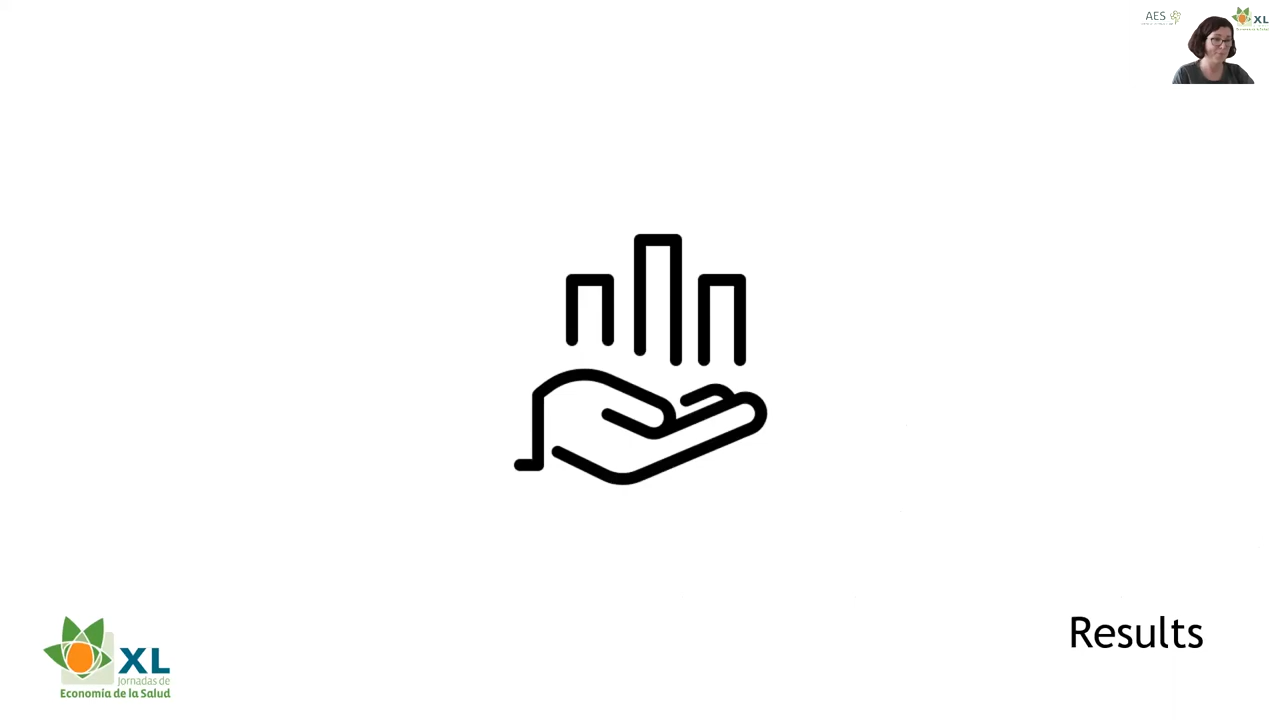 AES
XL
Results
XL
Jornadas de
Economía de la Salud